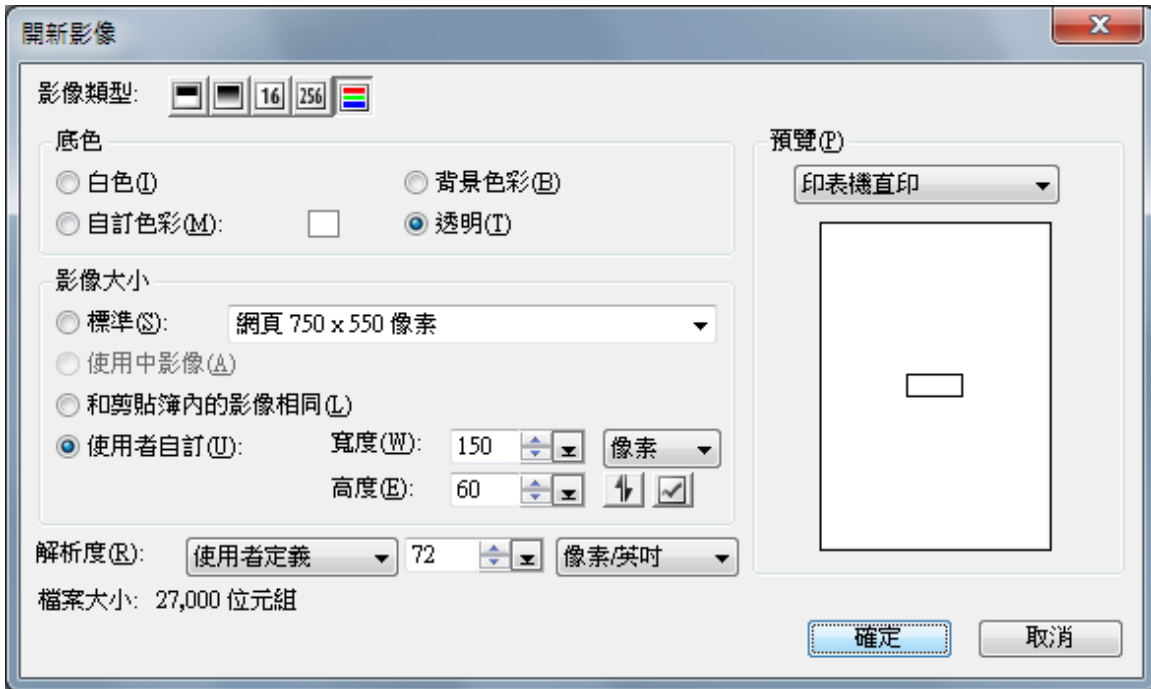 開新影像
影像類型: 16 256
底色
白色(I) 背景色彩(B)
自訂色彩(M): 透明(T)
影像大小
標準(S): 網頁 750 x 550 像素
使用中影像(A)
和剪貼簿內的影像相同(L)
使用者自訂(U): 寬度(W): 150 像素
高度(E): 60
解析度(R): 使用者定義 72 像素/英吋
檔案大小: 27,000 位元組
預覽(P)
印表機直印
確定 取消